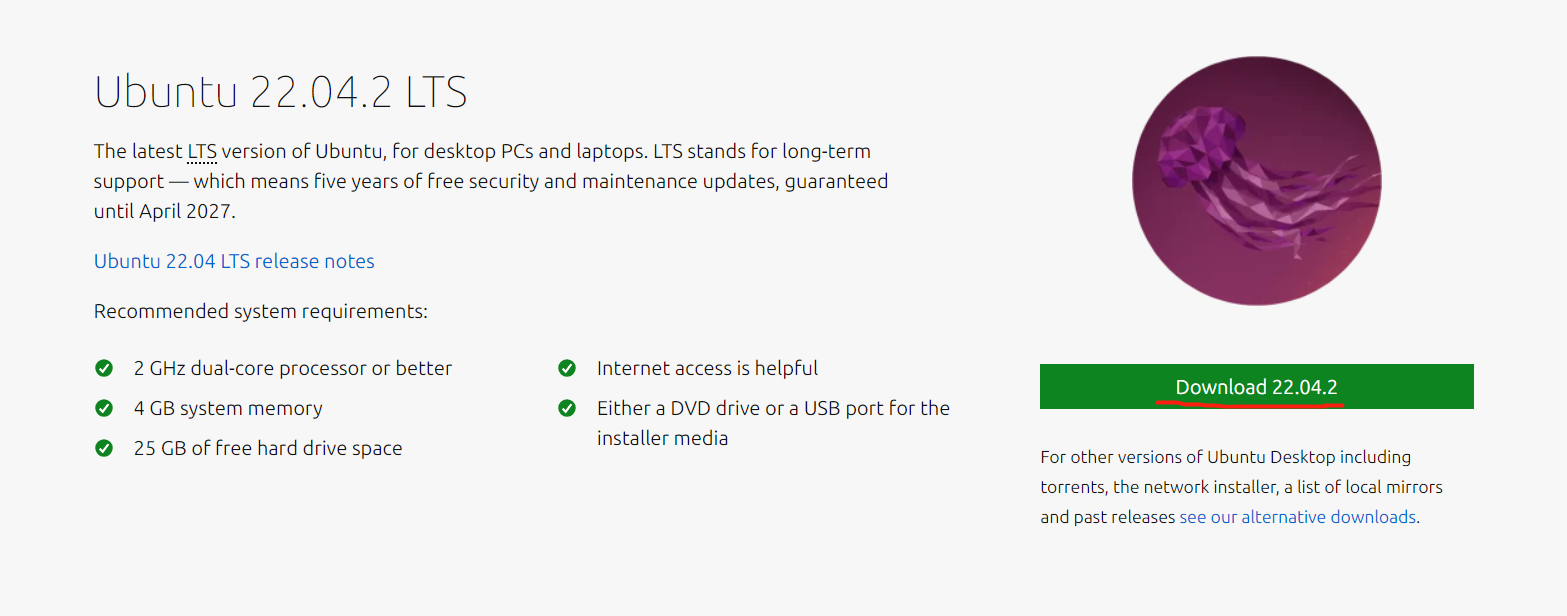 Ubuntu 22.04.2 LTS
The latest LTS version of Ubuntu, for desktop PCs and laptops. LTS stands for long-term
support — which means five years of free security and maintenance updates, guaranteed
until April 2027.
Ubuntu 22.04 LTS release notes
Recommended system requirements:
2 GHz dual-core processor or better
4 GB system memory
25 GB of free hard drive space
Internet access is helpful
Either a DVD drive or a USB port for the
installer media
Download 22.04.2
For other versions of Ubuntu Desktop including
torrents, the network installer, a list of local mirrors
and past releases see our alternative downloads.